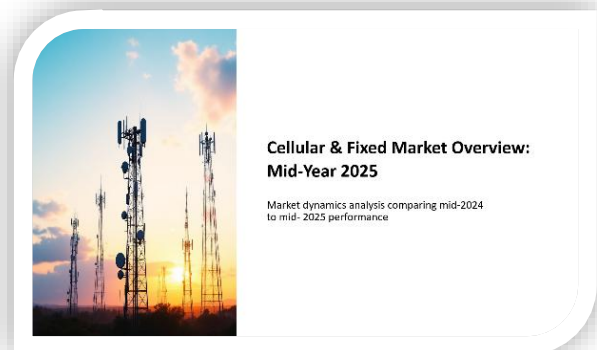 Cellular & Fixed Market Overview:
Mid-Year 2025
Market dynamics analysis comparing mid-2024
to mid- 2025 performance